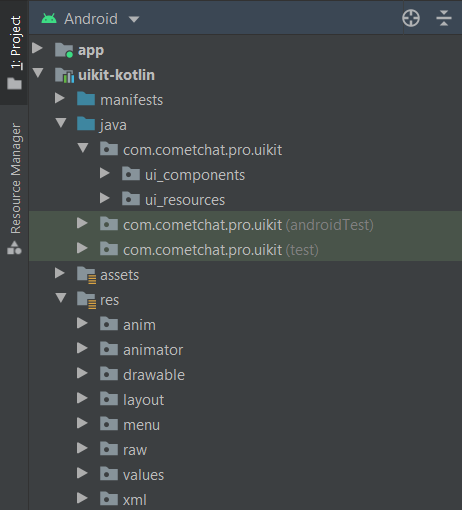 1: Project
Resource Manager
Android
app
uikit-kotlin
manifests
java
com.cometchat.pro.uikit
ui_components
ui_resources
com.cometchat.pro.uikit (androidTest)
com.cometchat.pro.uikit (test)
assets
res
anim
animator
drawable
layout
menu
raw
values
xml